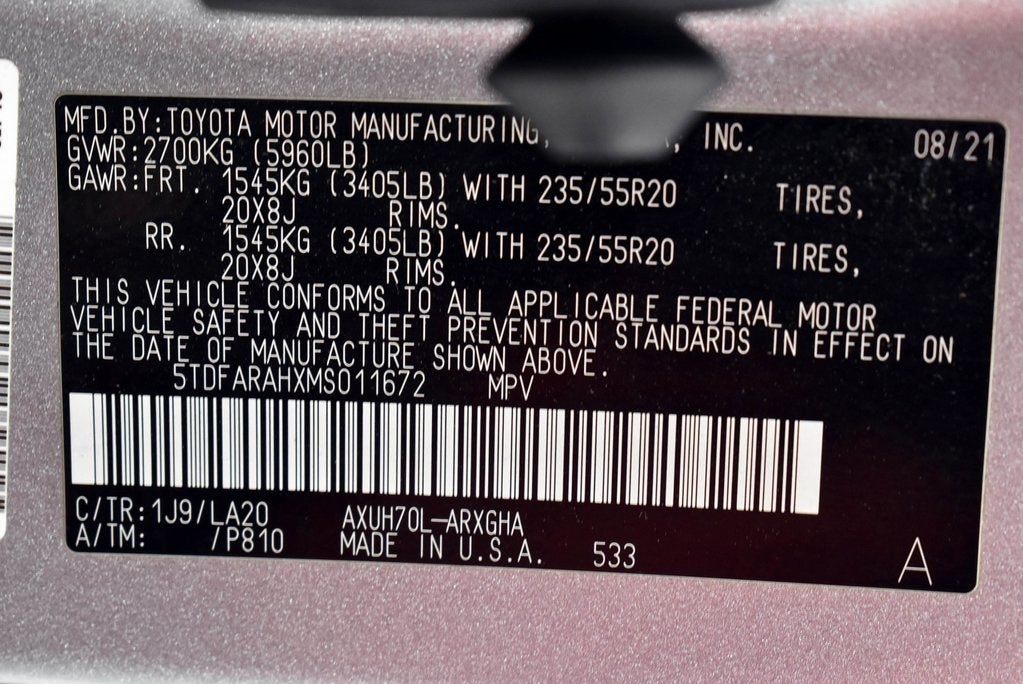 MFD.BY:TOYOTA MOTOR MANUFACTURING, INC. 08/21
GVWR:2700KG (5960LB)
GAWR:FRT. 1545KG (3405LB) WITH 235/55R20 TIRES,
20X8J RIMS.
RR. 1545KG (3405LB) WITH 235/55R20 TIRES,
20X8J RIMS.
THIS VEHICLE CONFORMS TO ALL APPLICABLE FEDERAL MOTOR
VEHICLE SAFETY AND THEFT PREVENTION STANDARDS IN EFFECT ON
THE DATE OF MANUFACTURE SHOWN ABOVE.
5TDFARAHXMS011672 MPV
C/TR:1J9/LA20 AXUH70L-ARXGHA
A/TM: /P810 MADE IN U.S.A. 533 A